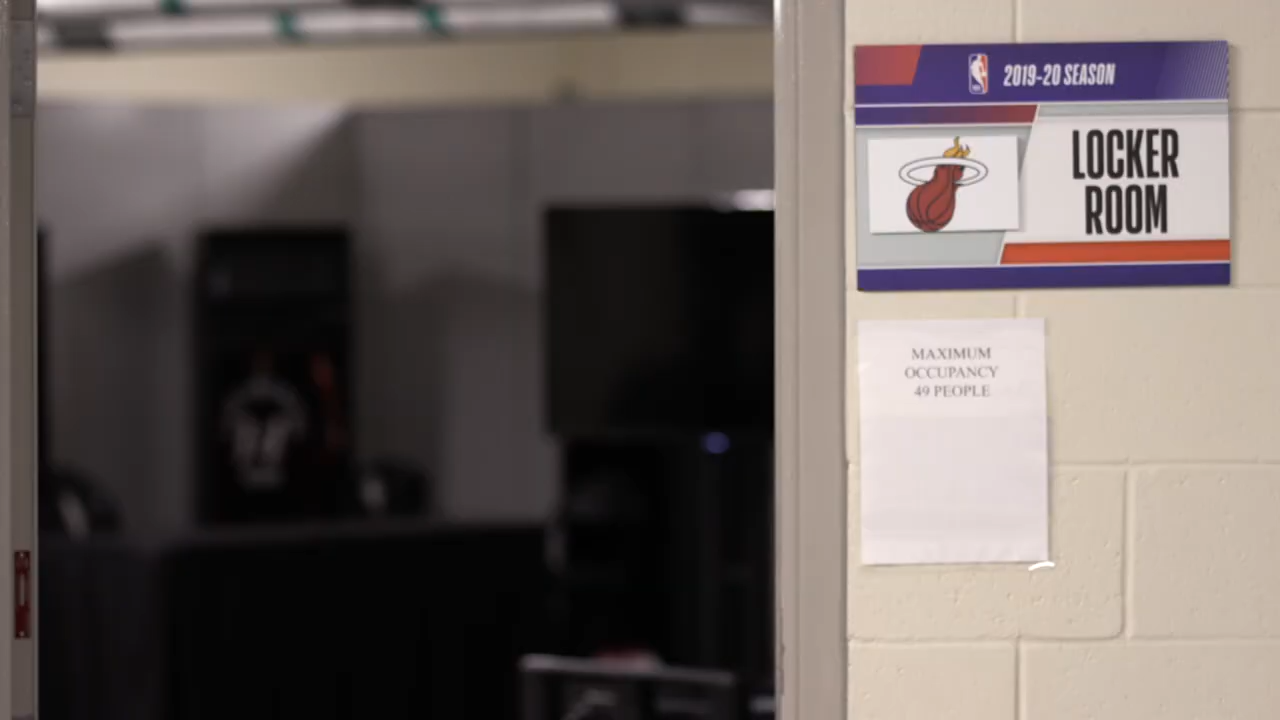 2019-20 SEASON
LOCKER
ROOM
MAXIMUM
OCCUPANCY
49 PEOPLE